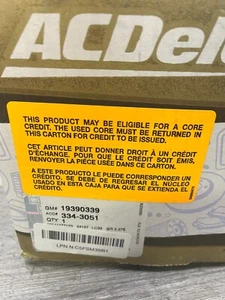 ACDel
THIS PRODUCT MAY BE ELIGIBLE FOR A CORE
CREDIT. THE USED CORE MUST BE RETURNED IN
THIS CARTON FOR CREDIT TO BE ISSUED.
CET ARTICLE PEUT DONNER DROIT À UN CRÉDIT
D'ÉCHANGE. POUR QUE LE CRÉDIT SOIT ÉMIS,
RENVOYER LA PIÈCE USÉE DANS CE CARTON.
A ESTE PRODUCTO LE PUEDE CORRESPONDER UN
CRÉDITO. SE DEBE DE REGRESAR EL NÚCLEO
USADO EN ESTA CAJA PARA QUE SE EXTIENDA EL
CRÉDITO.
GM# 19390339
ACD# 334-3051
QTY 1